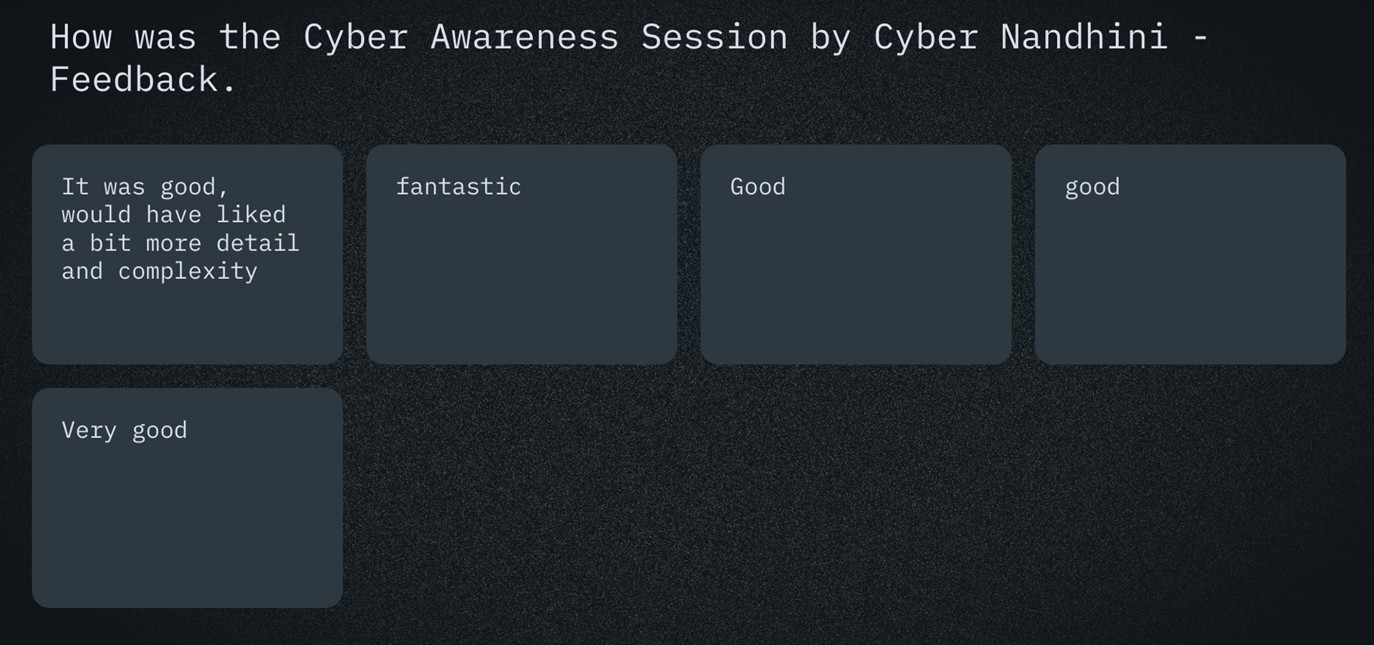 How was the Cyber Awareness Session by Cyber Nandhini -
Feedback.
It was good,
would have liked
a bit more detail
and complexity
fantastic
Good
good
Very good